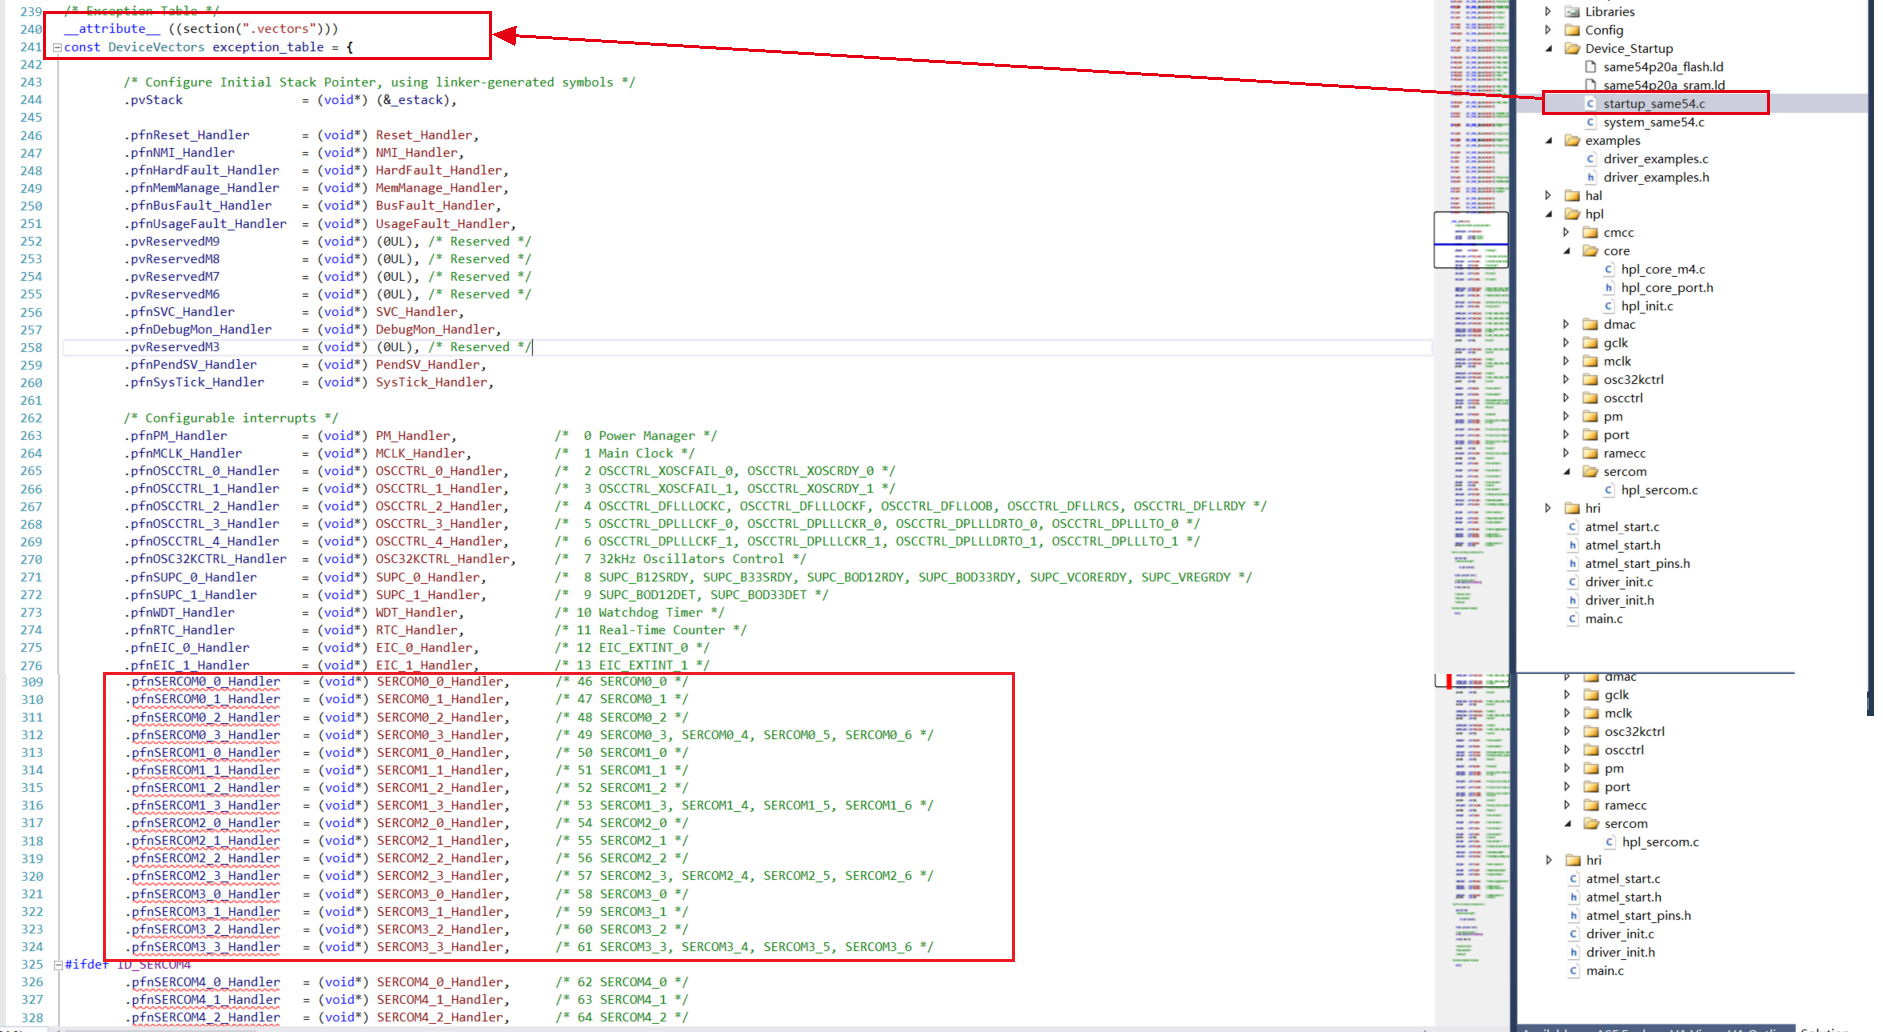 239 /* Exception Table */
240 __attribute__ ((section(".vectors")))
241 const DeviceVectors exception_table = {
242
243 /* Configure Initial Stack Pointer, using linker-generated symbols */
244 .pvStack = (void*) (&_estack),
245
246 .pfnReset_Handler = (void*) Reset_Handler,
247 .pfnNMI_Handler = (void*) NMI_Handler,
248 .pfnHardFault_Handler = (void*) HardFault_Handler,
249 .pfnMemManage_Handler = (void*) MemManage_Handler,
250 .pfnBusFault_Handler = (void*) BusFault_Handler,
251 .pfnUsageFault_Handler = (void*) UsageFault_Handler,
252 .pvReservedM9 = (void*) (0UL), /* Reserved */
253 .pvReservedM8 = (void*) (0UL), /* Reserved */
254 .pvReservedM7 = (void*) (0UL), /* Reserved */
255 .pvReservedM6 = (void*) (0UL), /* Reserved */
256 .pfnSVC_Handler = (void*) SVC_Handler,
257 .pfnDebugMon_Handler = (void*) DebugMon_Handler,
258 .pvReservedM3 = (void*) (0UL), /* Reserved */
259 .pfnPendSV_Handler = (void*) PendSV_Handler,
260 .pfnSysTick_Handler = (void*) SysTick_Handler,
261
262 /* Configurable interrupts */
263 .pfnPM_Handler = (void*) PM_Handler, /* 0 Power Manager */
264 .pfnMCLK_Handler = (void*) MCLK_Handler, /* 1 Main Clock */
265 .pfnOSCCTRL_0_Handler = (void*) OSCCTRL_0_Handler, /* 2 OSCCTRL_XOSCFAIL_0, OSCCTRL_XOSCRDY_0 */
266 .pfnOSCCTRL_1_Handler = (void*) OSCCTRL_1_Handler, /* 3 OSCCTRL_XOSCFAIL_1, OSCCTRL_XOSCRDY_1 */
267 .pfnOSCCTRL_2_Handler = (void*) OSCCTRL_2_Handler, /* 4 OSCCTRL_DFLLLOCKC, OSCCTRL_DFLLLOCKF, OSCCTRL_DFLLOOB, OSCCTRL_DFLLRCS, OSCCTRL_DFLLRDY */
268 .pfnOSCCTRL_3_Handler = (void*) OSCCTRL_3_Handler, /* 5 OSCCTRL_DPLLLCKF_0, OSCCTRL_DPLLLCKR_0, OSCCTRL_DPLLLDRTO_0, OSCCTRL_DPLLLTO_0 */
269 .pfnOSCCTRL_4_Handler = (void*) OSCCTRL_4_Handler, /* 6 OSCCTRL_DPLLLCKF_1, OSCCTRL_DPLLLCKR_1, OSCCTRL_DPLLLDRTO_1, OSCCTRL_DPLLLTO_1 */
270 .pfnOSC32KCTRL_Handler = (void*) OSC32KCTRL_Handler, /* 7 32kHz Oscillators Control */
271 .pfnSUPC_0_Handler = (void*) SUPC_0_Handler, /* 8 SUPC_B12SRDY, SUPC_B33SRDY, SUPC_BOD12RDY, SUPC_BOD33RDY, SUPC_VCORERDY, SUPC_VREGRDY */
272 .pfnSUPC_1_Handler = (void*) SUPC_1_Handler, /* 9 SUPC_BOD12DET, SUPC_BOD33DET */
273 .pfnWDT_Handler = (void*) WDT_Handler, /* 10 Watchdog Timer */
274 .pfnRTC_Handler = (void*) RTC_Handler, /* 11 Real-Time Counter */
275 .pfnEIC_0_Handler = (void*) EIC_0_Handler, /* 12 EIC_EXTINT_0 */
276 .pfnEIC_1_Handler = (void*) EIC_1_Handler, /* 13 EIC_EXTINT_1 */
309 .pfnSERCOM0_0_Handler = (void*) SERCOM0_0_Handler, /* 46 SERCOM0_0 */
310 .pfnSERCOM0_1_Handler = (void*) SERCOM0_1_Handler, /* 47 SERCOM0_1 */
311 .pfnSERCOM0_2_Handler = (void*) SERCOM0_2_Handler, /* 48 SERCOM0_2 */
312 .pfnSERCOM0_3_Handler = (void*) SERCOM0_3_Handler, /* 49 SERCOM0_3, SERCOM0_4, SERCOM0_5, SERCOM0_6 */
313 .pfnSERCOM1_0_Handler = (void*) SERCOM1_0_Handler, /* 50 SERCOM1_0 */
314 .pfnSERCOM1_1_Handler = (void*) SERCOM1_1_Handler, /* 51 SERCOM1_1 */
315 .pfnSERCOM1_2_Handler = (void*) SERCOM1_2_Handler, /* 52 SERCOM1_2 */
316 .pfnSERCOM1_3_Handler = (void*) SERCOM1_3_Handler, /* 53 SERCOM1_3, SERCOM1_4, SERCOM1_5, SERCOM1_6 */
317 .pfnSERCOM2_0_Handler = (void*) SERCOM2_0_Handler, /* 54 SERCOM2_0 */
318 .pfnSERCOM2_1_Handler = (void*) SERCOM2_1_Handler, /* 55 SERCOM2_1 */
319 .pfnSERCOM2_2_Handler = (void*) SERCOM2_2_Handler, /* 56 SERCOM2_2 */
320 .pfnSERCOM2_3_Handler = (void*) SERCOM2_3_Handler, /* 57 SERCOM2_3, SERCOM2_4, SERCOM2_5, SERCOM2_6 */
321 .pfnSERCOM3_0_Handler = (void*) SERCOM3_0_Handler, /* 58 SERCOM3_0 */
322 .pfnSERCOM3_1_Handler = (void*) SERCOM3_1_Handler, /* 59 SERCOM3_1 */
323 .pfnSERCOM3_2_Handler = (void*) SERCOM3_2_Handler, /* 60 SERCOM3_2 */
324 .pfnSERCOM3_3_Handler = (void*) SERCOM3_3_Handler, /* 61 SERCOM3_3, SERCOM3_4, SERCOM3_5, SERCOM3_6 */
325 #ifdef ID_SERCOM4
326 .pfnSERCOM4_0_Handler = (void*) SERCOM4_0_Handler, /* 62 SERCOM4_0 */
327 .pfnSERCOM4_1_Handler = (void*) SERCOM4_1_Handler, /* 63 SERCOM4_1 */
328 .pfnSERCOM4_2_Handler = (void*) SERCOM4_2_Handler, /* 64 SERCOM4_2 */
Libraries
Config
Device_Startup
same54p20a_flash.ld
same54p20a_sram.ld
startup_same54.c
system_same54.c
examples
driver_examples.c
driver_examples.h
hal
hpl
cmcc
core
hpl_core_m4.c
hpl_core_port.h
hpl_init.c
dmac
gclk
mclk
osc32kctrl
oscctrl
pm
port
ramecc
sercom
hpl_sercom.c
hri
atmel_start.c
atmel_start.h
atmel_start_pins.h
driver_init.c
driver_init.h
main.c
dmac
gclk
mclk
osc32kctrl
oscctrl
pm
port
ramecc
sercom
hpl_sercom.c
hri
atmel_start.c
atmel_start.h
atmel_start_pins.h
driver_init.c
driver_init.h
main.c